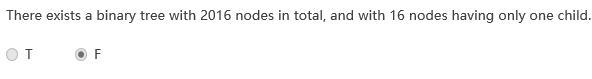 There exists a binary tree with 2016 nodes in total, and with 16 nodes having only one child.
T F